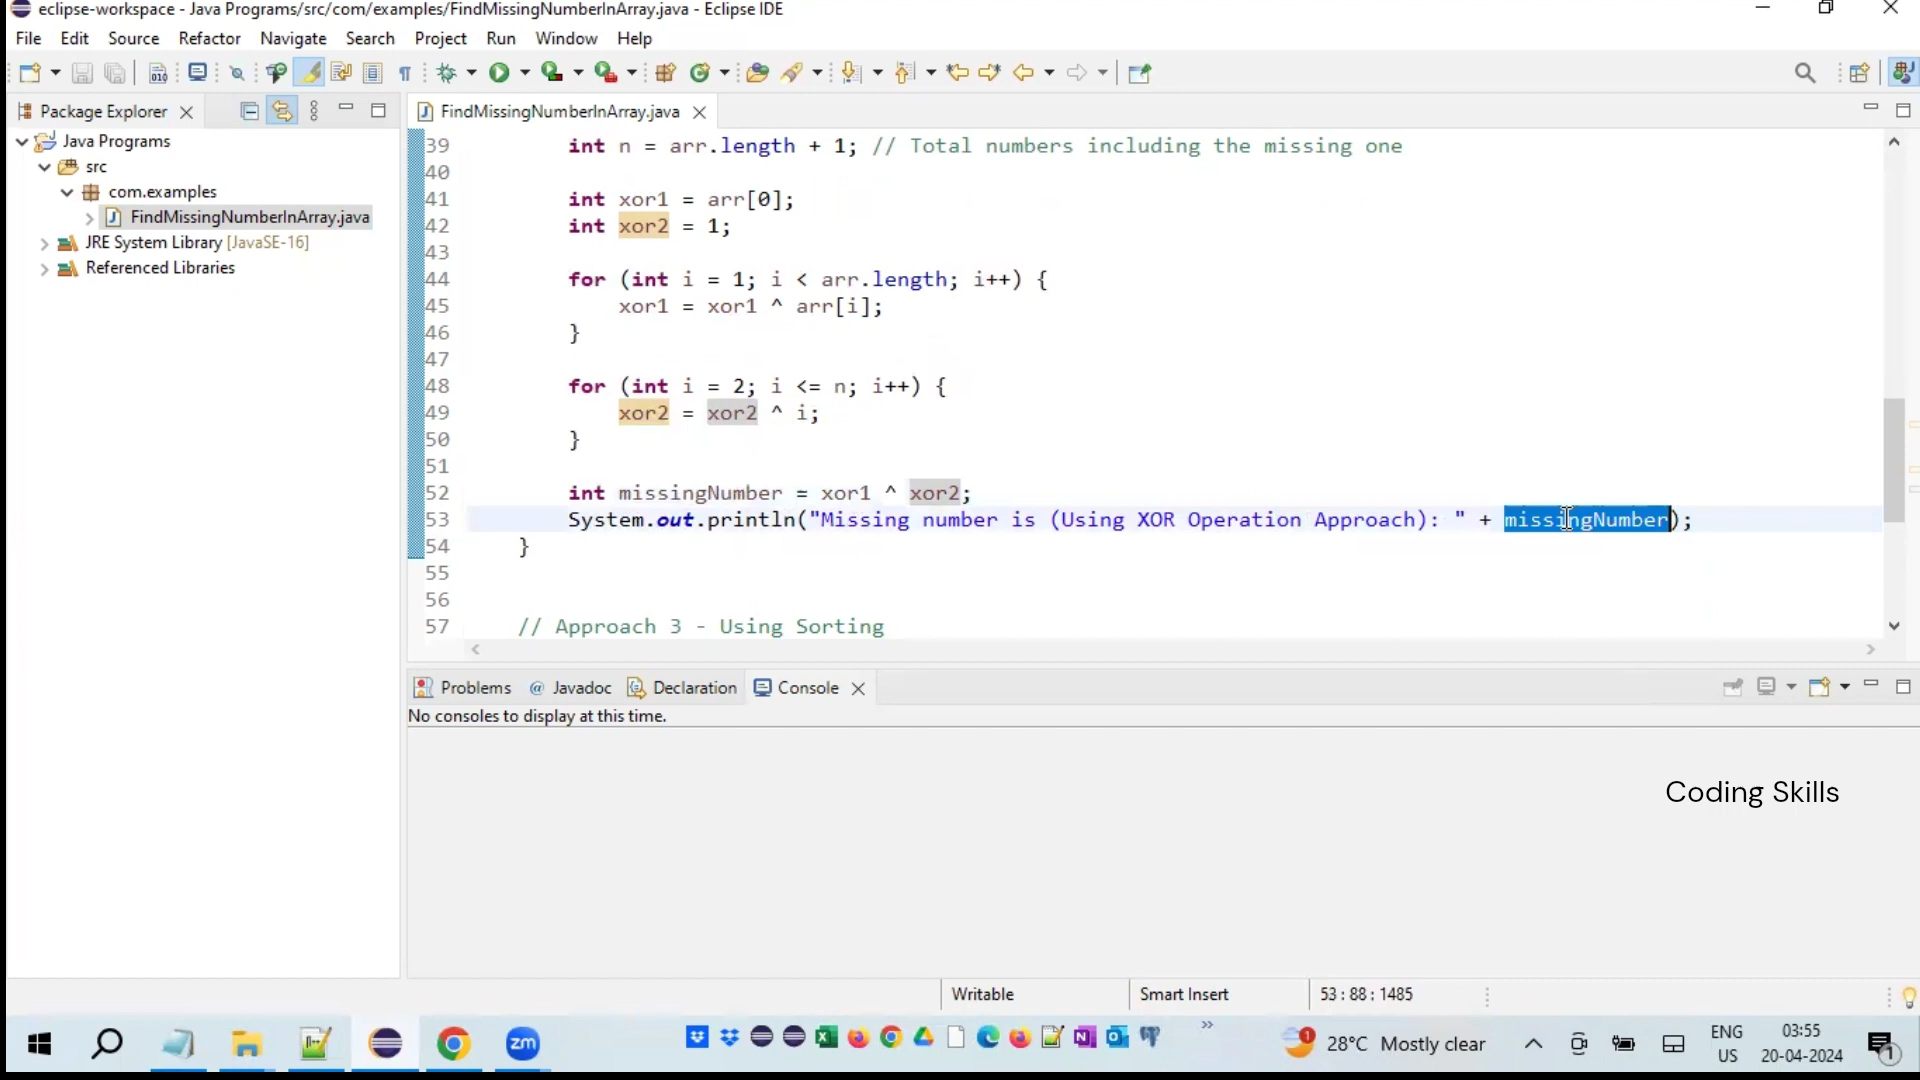 eclipse-workspace - Java Programs/src/com/examples/FindMissingNumberInArray.java - Eclipse IDE
File Edit Source Refactor Navigate Search Project Run Window Help
Package Explorer
Java Programs
src
com.examples
FindMissingNumberInArray.java
JRE System Library [JavaSE-16]
Referenced Libraries
FindMissingNumberInArray.java
39 int n = arr.length + 1; // Total numbers including the missing one
40
41 int xor1 = arr[0];
42 int xor2 = 1;
43
44 for (int i = 1; i < arr.length; i++) {
45 xor1 = xor1 ^ arr[i];
46 }
47
48 for (int i = 2; i <= n; i++) {
49 xor2 = xor2 ^ i;
50 }
51
52 int missingNumber = xor1 ^ xor2;
53 System.out.println("Missing number is (Using XOR Operation Approach): " + missingNumber);
54 }
55
56
57 // Approach 3 - Using Sorting
Problems @ Javadoc Declaration Console
No consoles to display at this time.
Coding Skills
Writable Smart Insert 53 : 88 : 1485
zm
1 28°C Mostly clear
ENG
US
03:55
20-04-2024
1